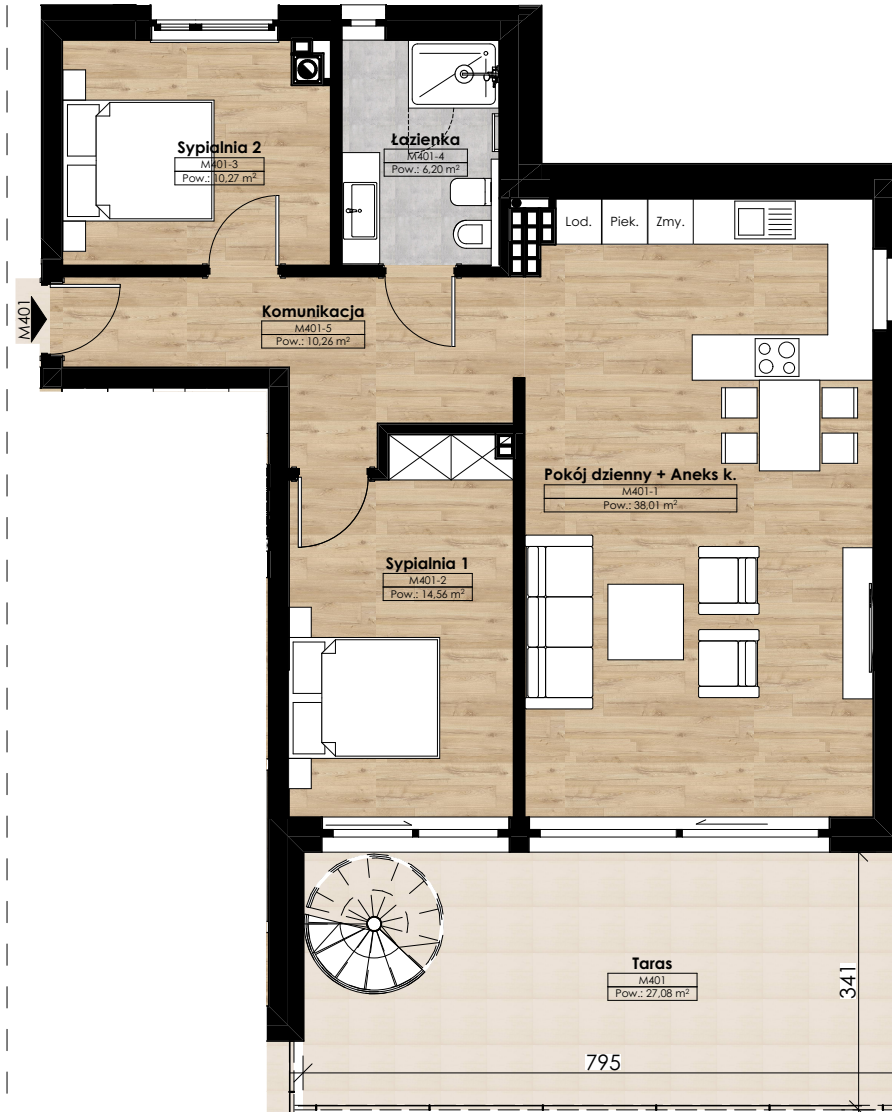 Sypialnia 2
M401-3
Pow.: 10,27 m²
Łazienka
M401-4
Pow.: 6,20 m²
Lod.
Piek.
Zmy.
M401
Komunikacja
M401-5
Pow.: 10,26 m²
Pokój dzienny + Aneks k.
M401-1
Pow.: 38,01 m²
Sypialnia 1
M401-2
Pow.: 14,56 m²
Taras
M401
Pow.: 27,08 m²
341
795